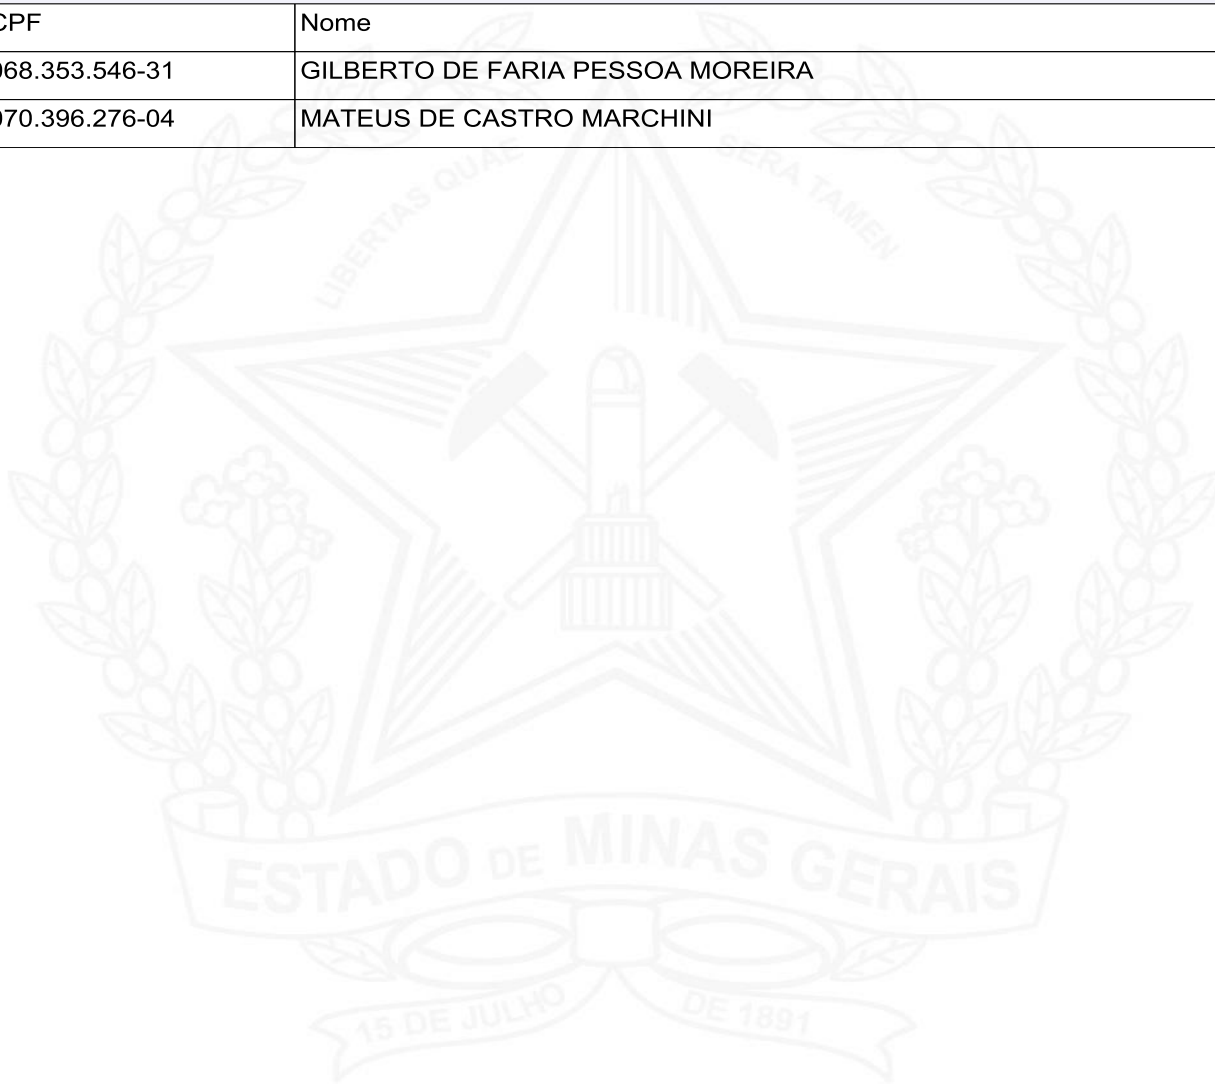 CPF Nome
068.353.546-31 GILBERTO DE FARIA PESSOA MOREIRA
070.396.276-04 MATEUS DE CASTRO MARCHINI
LIBERTAS QUAE SERA TAMEN
ESTADO DE MINAS GERAIS
15 DE JULHO DE 1891